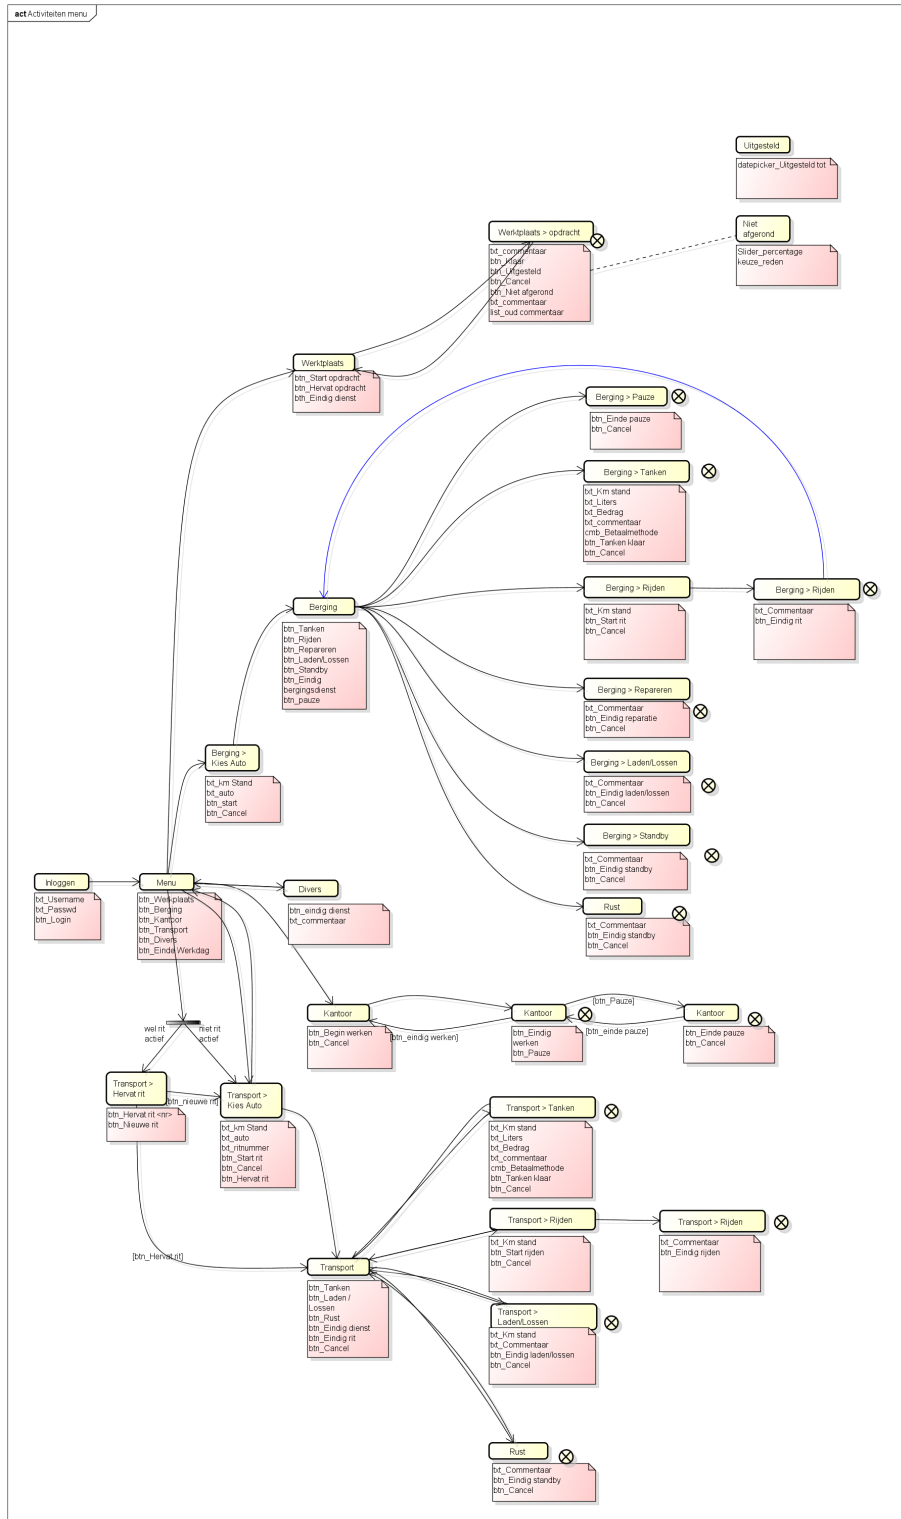 act Activiteiten menu
Uitgesteld
datepicker_Uitgesteld tot
Niet
afgerond
Slider_percentage
keuze_reden
Werktplaats > opdracht
txt_commentaar
btn_Klaar
btn_Uitgesteld
btn_Cancel
btn_Niet afgerond
txt_commentaar
list_oud commentaar
Werktplaats
btn_Start opdracht
btn_Hervat opdracht
btn_Eindig dienst
Berging > Pauze
btn_Einde pauze
btn_Cancel
Berging > Tanken
txt_Km stand
txt_Liters
txt_Bedrag
txt_commentaar
cmb_Betaalmethode
btn_Tanken klaar
btn_Cancel
Berging > Rijden
txt_Km stand
btn_Start rit
btn_Cancel
Berging > Rijden
txt_Commentaar
btn_Eindig rit
Berging
btn_Tanken
btn_Rijden
btn_Repareren
btn_Laden/Lossen
btn_Standby
btn_Eindig
bergingsdienst
btn_pauze
Berging > Repareren
txt_Commentaar
btn_Eindig reparatie
btn_Cancel
Berging >
Kies Auto
txt_km Stand
txt_auto
btn_start
btn_Cancel
Berging > Laden/Lossen
txt_Commentaar
btn_Eindig laden/lossen
btn_Cancel
Berging > Standby
txt_Commentaar
btn_Eindig standby
btn_Cancel
Rust
txt_Commentaar
btn_Eindig standby
btn_Cancel
Inloggen
txt_Username
txt_Passwd
btn_Login
Menu
btn_Werkplaats
btn_Berging
btn_Kantoor
btn_Transport
btn_Divers
btn_Einde Werkdag
Divers
btn_eindig dienst
txt_commentaar
Kantoor
btn_Begin werken
btn_Cancel
[btn_eindig werken]
Kantoor
btn_Eindig
werken
btn_Pauze
[btn_Pauze]
[btn_einde pauze]
Kantoor
btn_Einde pauze
btn_Cancel
wel rit
actief
niet rit
actief
Transport >
Hervat rit
btn_Hervat rit <nr>
btn_Nieuwe rit
[btn_nieuwe rit]
Transport >
Kies Auto
txt_km Stand
txt_auto
txt_ritnummer
btn_Start rit
btn_Cancel
btn_Hervat rit
[btn_Hervat rit]
Transport > Tanken
txt_Km stand
txt_Liters
txt_Bedrag
txt_commentaar
cmb_Betaalmethode
btn_Tanken klaar
btn_Cancel
Transport > Rijden
txt_Km stand
btn_Start rijden
btn_Cancel
Transport > Rijden
txt_Commentaar
btn_Eindig rijden
Transport
btn_Tanken
btn_Laden /
Lossen
btn_Rust
btn_Eindig dienst
btn_Eindig rit
btn_Cancel
Transport >
Laden/Lossen
txt_Km stand
txt_Commentaar
btn_Eindig laden/lossen
btn_Cancel
Rust
txt_Commentaar
btn_Eindig standby
btn_Cancel